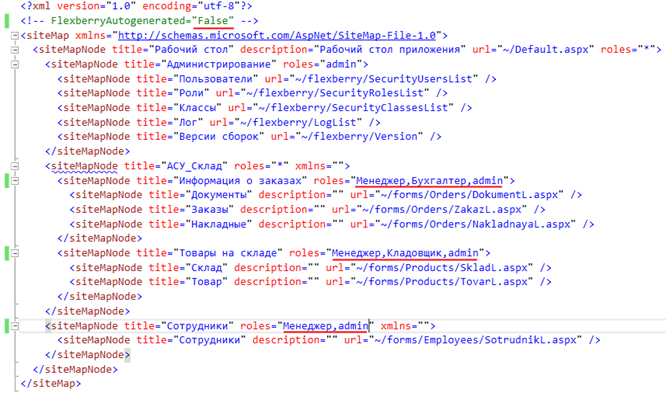 <?xml version="1.0" encoding="utf-8"?>
<!-- FlexberryAutogenerated="False" -->
<siteMap xmlns="http://schemas.microsoft.com/AspNet/SiteMap-File-1.0">
<siteMapNode title="Рабочий стол" description="Рабочий стол приложения" url="~/Default.aspx" roles="*">
<siteMapNode title="Администрирование" roles="admin">
<siteMapNode title="Пользователи" url="~/flexberry/SecurityUsersList" />
<siteMapNode title="Роли" url="~/flexberry/SecurityRolesList" />
<siteMapNode title="Классы" url="~/flexberry/SecurityClassesList" />
<siteMapNode title="Лог" url="~/flexberry/LogList" />
<siteMapNode title="Версии сборок" url="~/flexberry/Version" />
</siteMapNode>
<siteMapNode title="АСУ_Склад" roles="*" xmlns="">
<siteMapNode title="Информация о заказах" roles="Менеджер,Бухгалтер,admin">
<siteMapNode title="Документы" description="" url="~/forms/Orders/DokumentL.aspx" />
<siteMapNode title="Заказы" description="" url="~/forms/Orders/ZakazL.aspx" />
<siteMapNode title="Накладные" description="" url="~/forms/Orders/NakladnayaL.aspx" />
</siteMapNode>
<siteMapNode title="Товары на складе" roles="Менеджер,Кладовщик,admin">
<siteMapNode title="Склад" description="" url="~/forms/Products/SkladL.aspx" />
<siteMapNode title="Товар" description="" url="~/forms/Products/TovarL.aspx" />
</siteMapNode>
</siteMapNode>
<siteMapNode title="Сотрудники" roles="Менеджер,admin" xmlns="">
<siteMapNode title="Сотрудники" description="" url="~/forms/Employees/SotrudnikL.aspx" />
</siteMapNode>
</siteMapNode>
</siteMap>